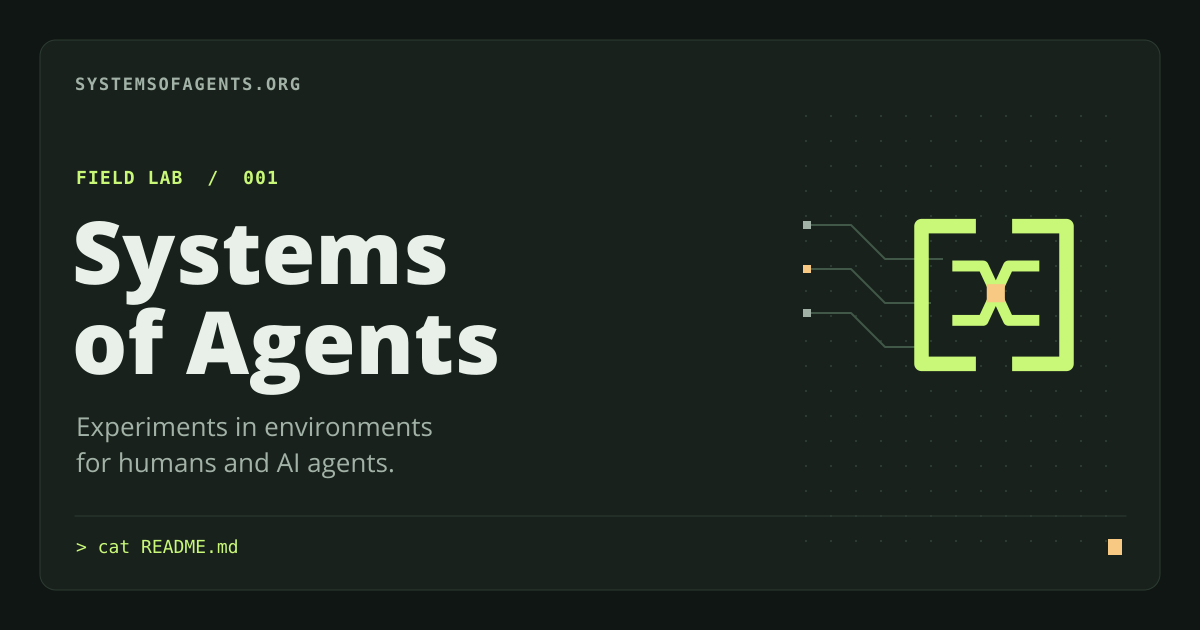 SYSTEMSOFAGENTS.ORG
FIELD LAB / 001
Systems
of Agents
Experiments in environments
for humans and AI agents.
> cat README.md